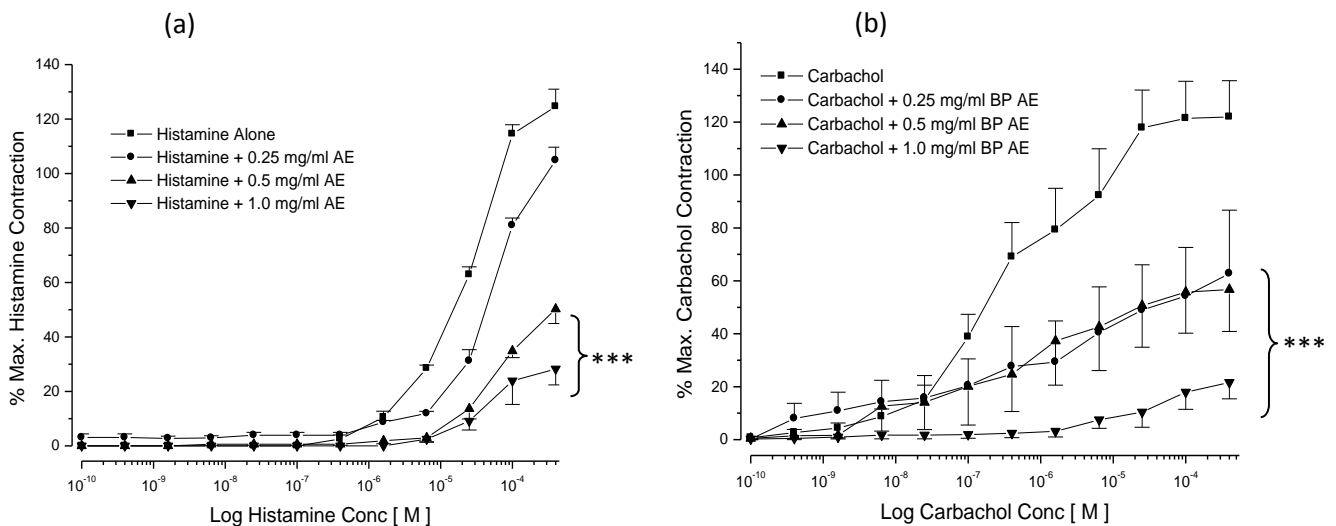 (a)
% Max. Histamine Contraction
140
120
100
80
60
40
20
0
Histamine Alone
Histamine + 0.25 mg/ml AE
Histamine + 0.5 mg/ml AE
Histamine + 1.0 mg/ml AE
***
10⁻¹⁰ 10⁻⁹ 10⁻⁸ 10⁻⁷ 10⁻⁶ 10⁻⁵ 10⁻⁴
Log Histamine Conc [ M ]
(b)
% Max. Carbachol Contraction
140
120
100
80
60
40
20
0
Carbachol
Carbachol + 0.25 mg/ml BP AE
Carbachol + 0.5 mg/ml BP AE
Carbachol + 1.0 mg/ml BP AE
***
10⁻¹⁰ 10⁻⁹ 10⁻⁸ 10⁻⁷ 10⁻⁶ 10⁻⁵ 10⁻⁴
Log Carbachol Conc [ M ]